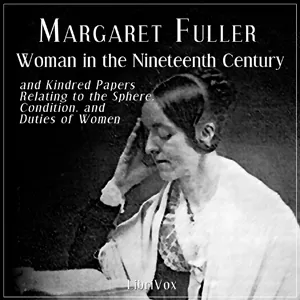 MARGARET FULLER
Woman in the Nineteenth Century
and Kindred Papers
Relating to the Sphere,
Condition, and
Duties of Women
LibriVox